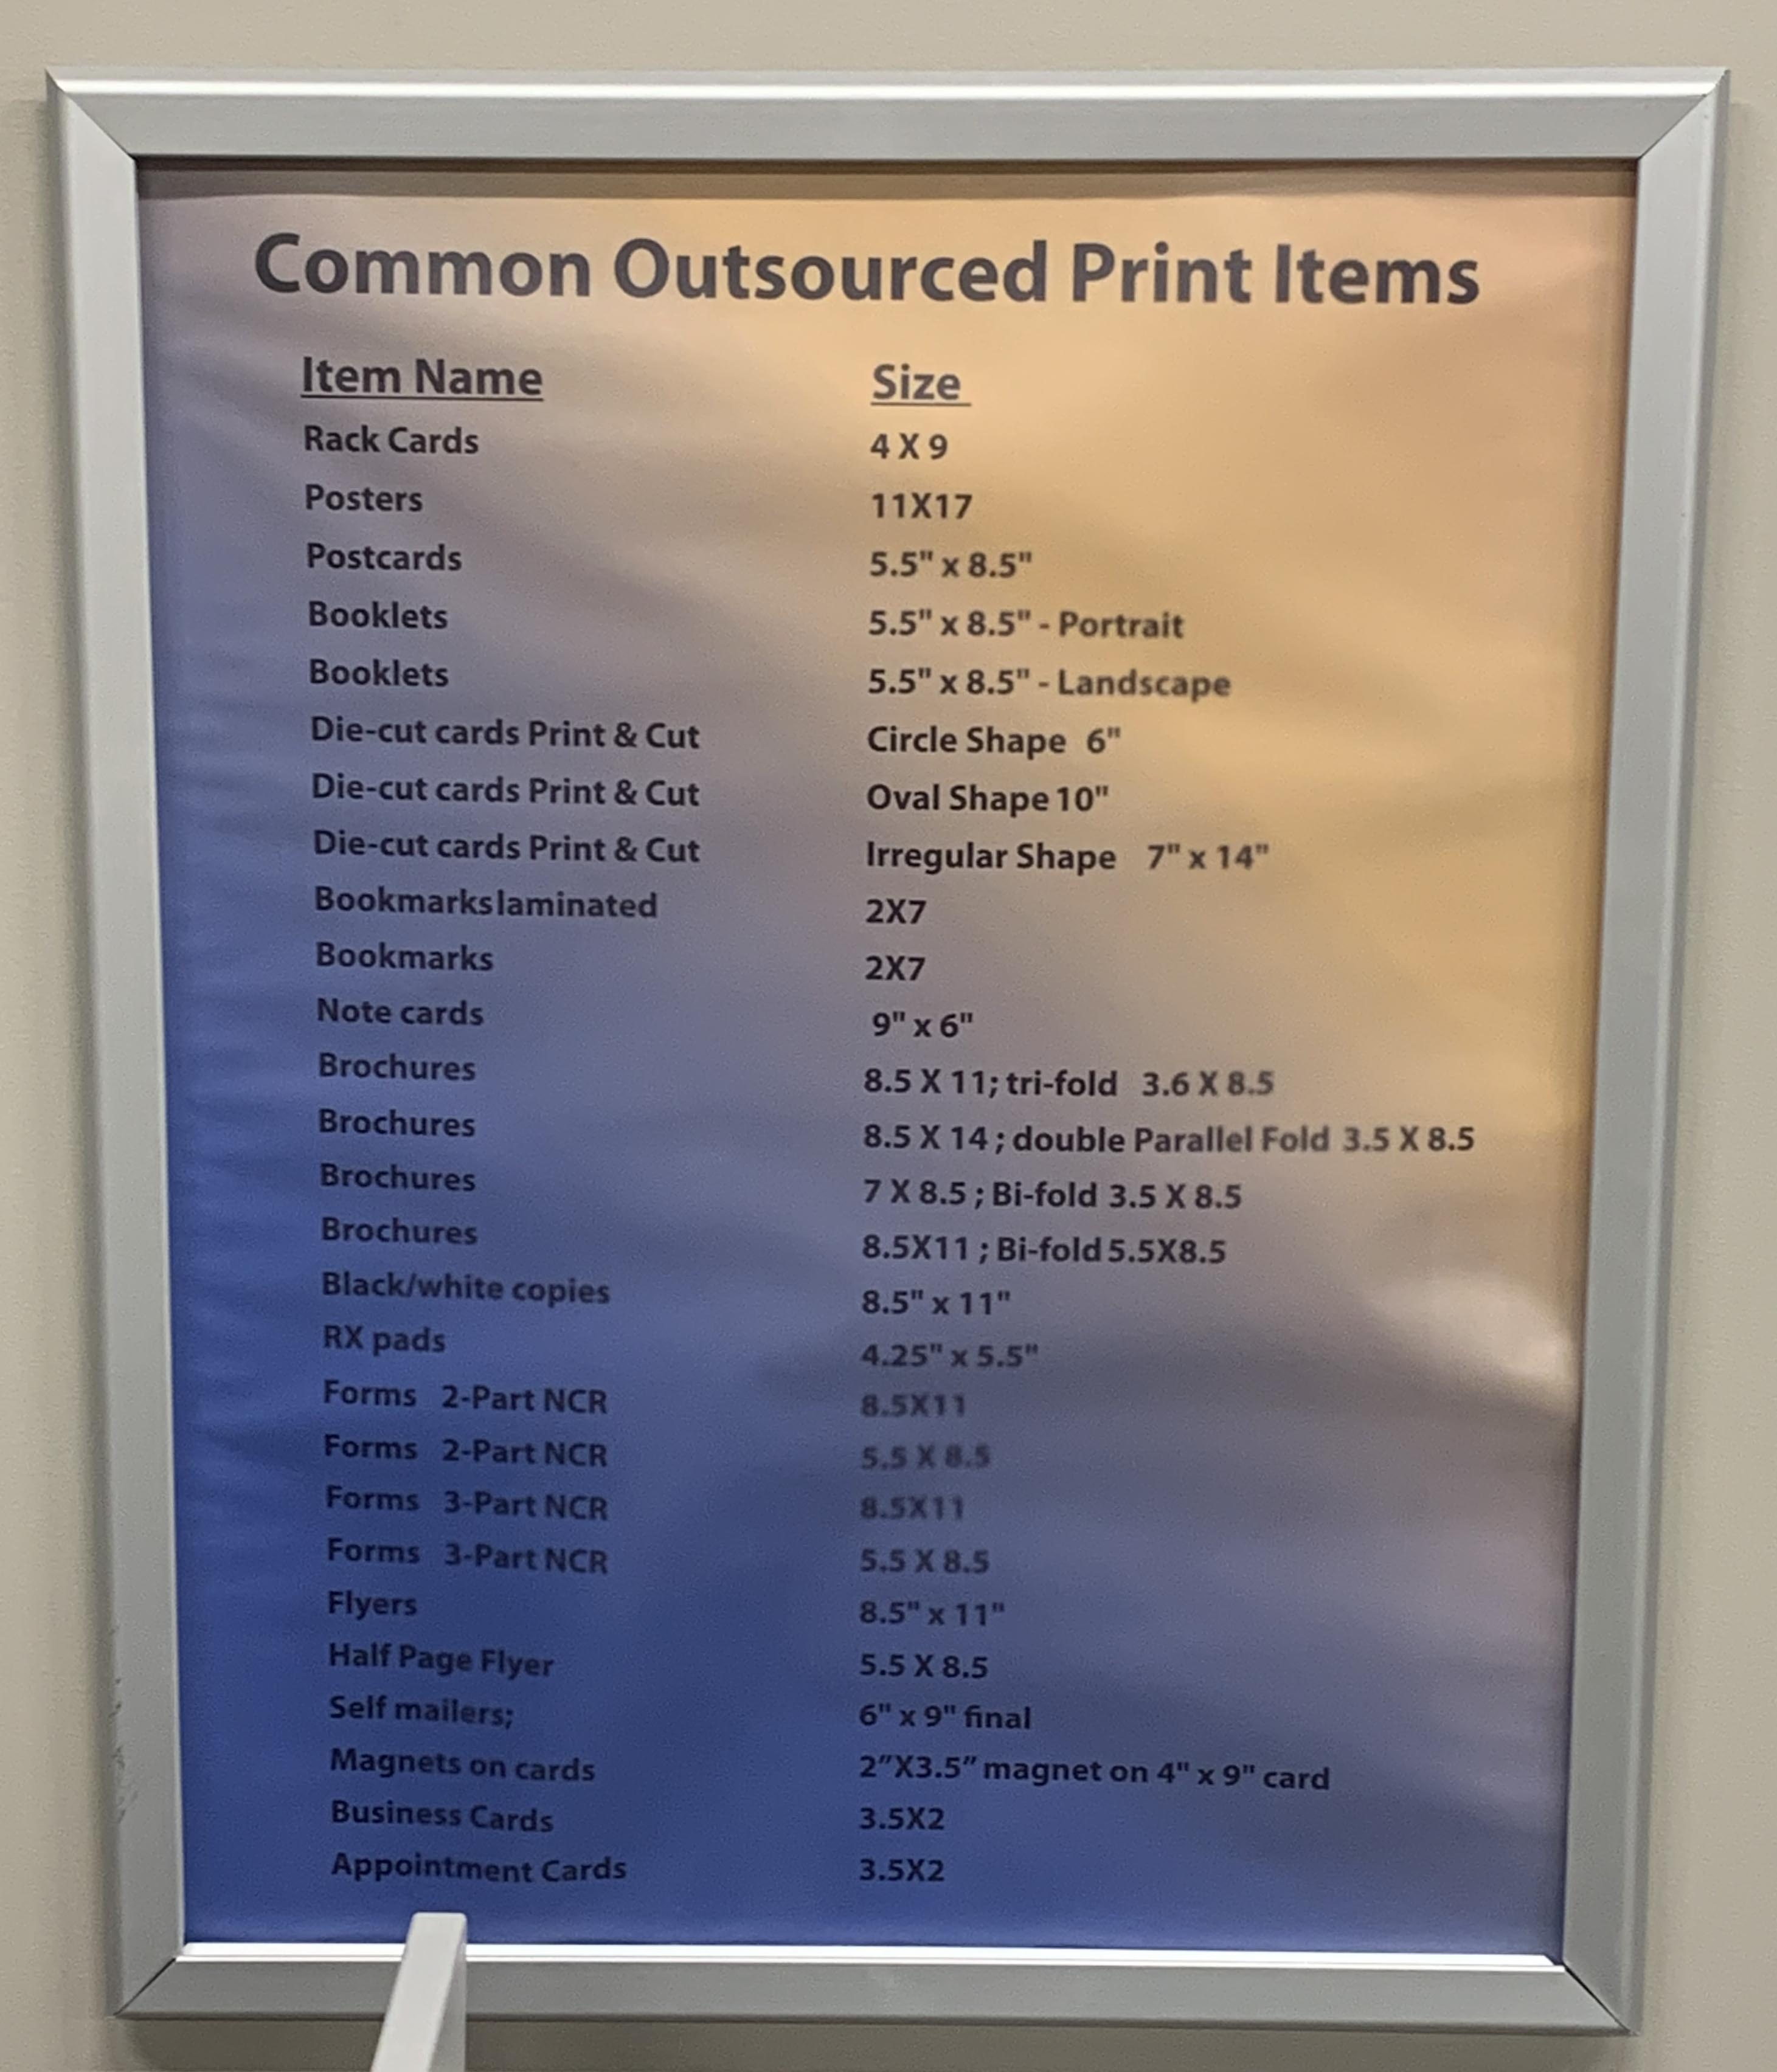 Common Outsourced Print Items
Item Name Size
Rack Cards 4 X 9
Posters 11X17
Postcards 5.5" x 8.5"
Booklets 5.5" x 8.5" - Portrait
Booklets 5.5" x 8.5" - Landscape
Die-cut cards Print & Cut Circle Shape 6"
Die-cut cards Print & Cut Oval Shape 10"
Die-cut cards Print & Cut Irregular Shape 7" x 14"
Bookmarks laminated 2X7
Bookmarks 2X7
Note cards 9" x 6"
Brochures 8.5 X 11; tri-fold 3.6 X 8.5
Brochures 8.5 X 14 ; double Parallel Fold 3.5 X 8.5
Brochures 7 X 8.5 ; Bi-fold 3.5 X 8.5
Brochures 8.5X11 ; Bi-fold 5.5X8.5
Black/white copies 8.5" x 11"
RX pads 4.25" x 5.5"
Forms 2-Part NCR 8.5X11
Forms 2-Part NCR 5.5 X 8.5
Forms 3-Part NCR 8.5X11
Forms 3-Part NCR 5.5 X 8.5
Flyers 8.5" x 11"
Half Page Flyer 5.5 X 8.5
Self mailers; 6" x 9" final
Magnets on cards 2”X3.5” magnet on 4" x 9" card
Business Cards 3.5X2
Appointment Cards 3.5X2